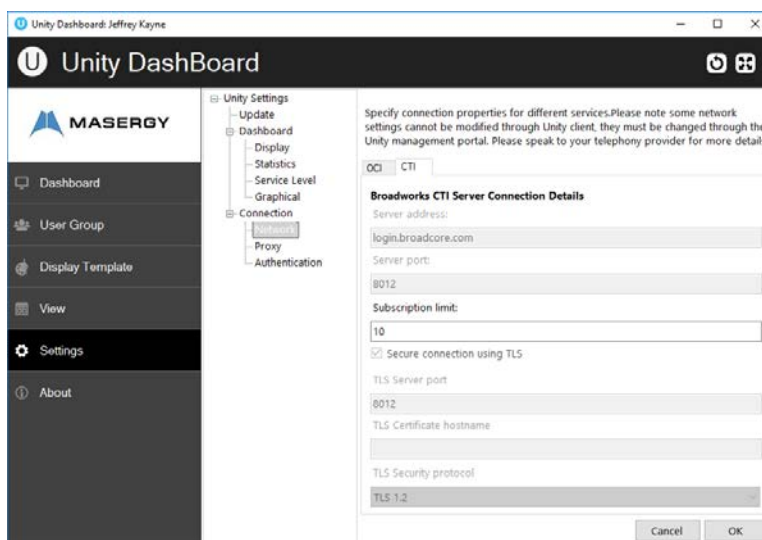 Unity Dashboard: Jeffrey Kayne
Unity DashBoard
MASERGY
Dashboard
User Group
Display Template
View
Settings
About
Unity Settings
Update
Dashboard
Display
Statistics
Service Level
Graphical
Connection
Network
Proxy
Authentication
Specify connection properties for different services.Please note some network
settings cannot be modified through Unity client, they must be changed through the
Unity management portal. Please speak to your telephony provider for more detail
OCI CTI
Broadworks CTI Server Connection Details
Server address:
login.broadcore.com
Server port:
8012
Subscription limit:
10
Secure connection using TLS
TLS Server port
8012
TLS Certificate hostname
TLS Security protocol
TLS 1.2
Cancel OK